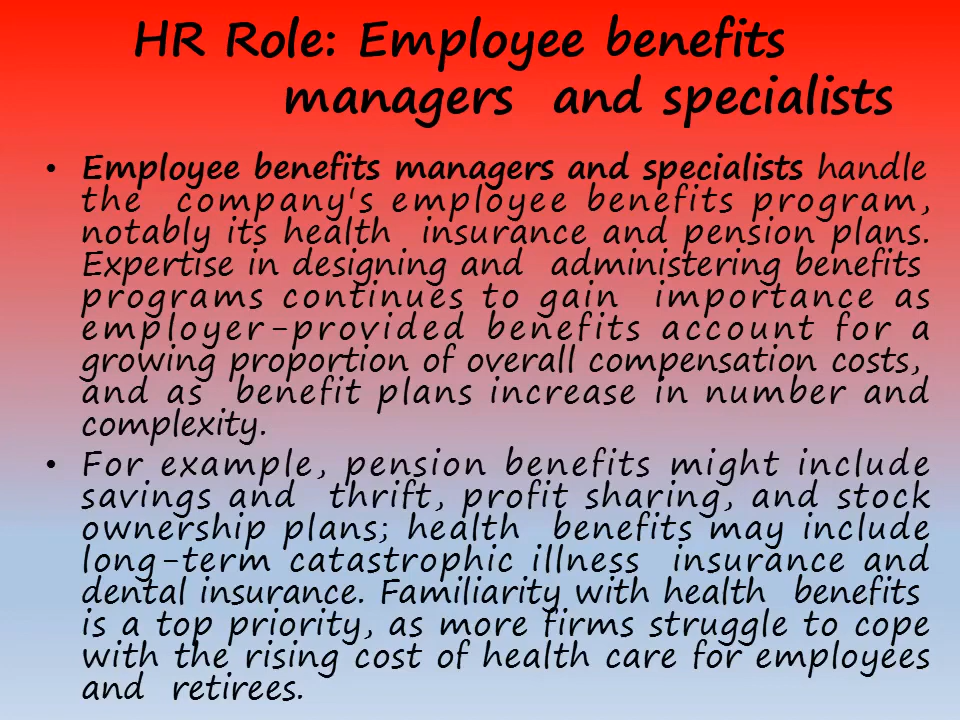 HR Role: Employee benefits
managers and specialists
• Employee benefits managers and specialists handle
the company's employee benefits program,
notably its health insurance and pension plans.
Expertise in designing and administering benefits
programs continues to gain importance as
employer-provided benefits account for a
growing proportion of overall compensation costs,
and as benefit plans increase in number and
complexity.
• For example, pension benefits might include
savings and thrift, profit sharing, and stock
ownership plans; health benefits may include
long-term catastrophic illness insurance and
dental insurance. Familiarity with health benefits
is a top priority, as more firms struggle to cope
with the rising cost of health care for employees
and retirees.